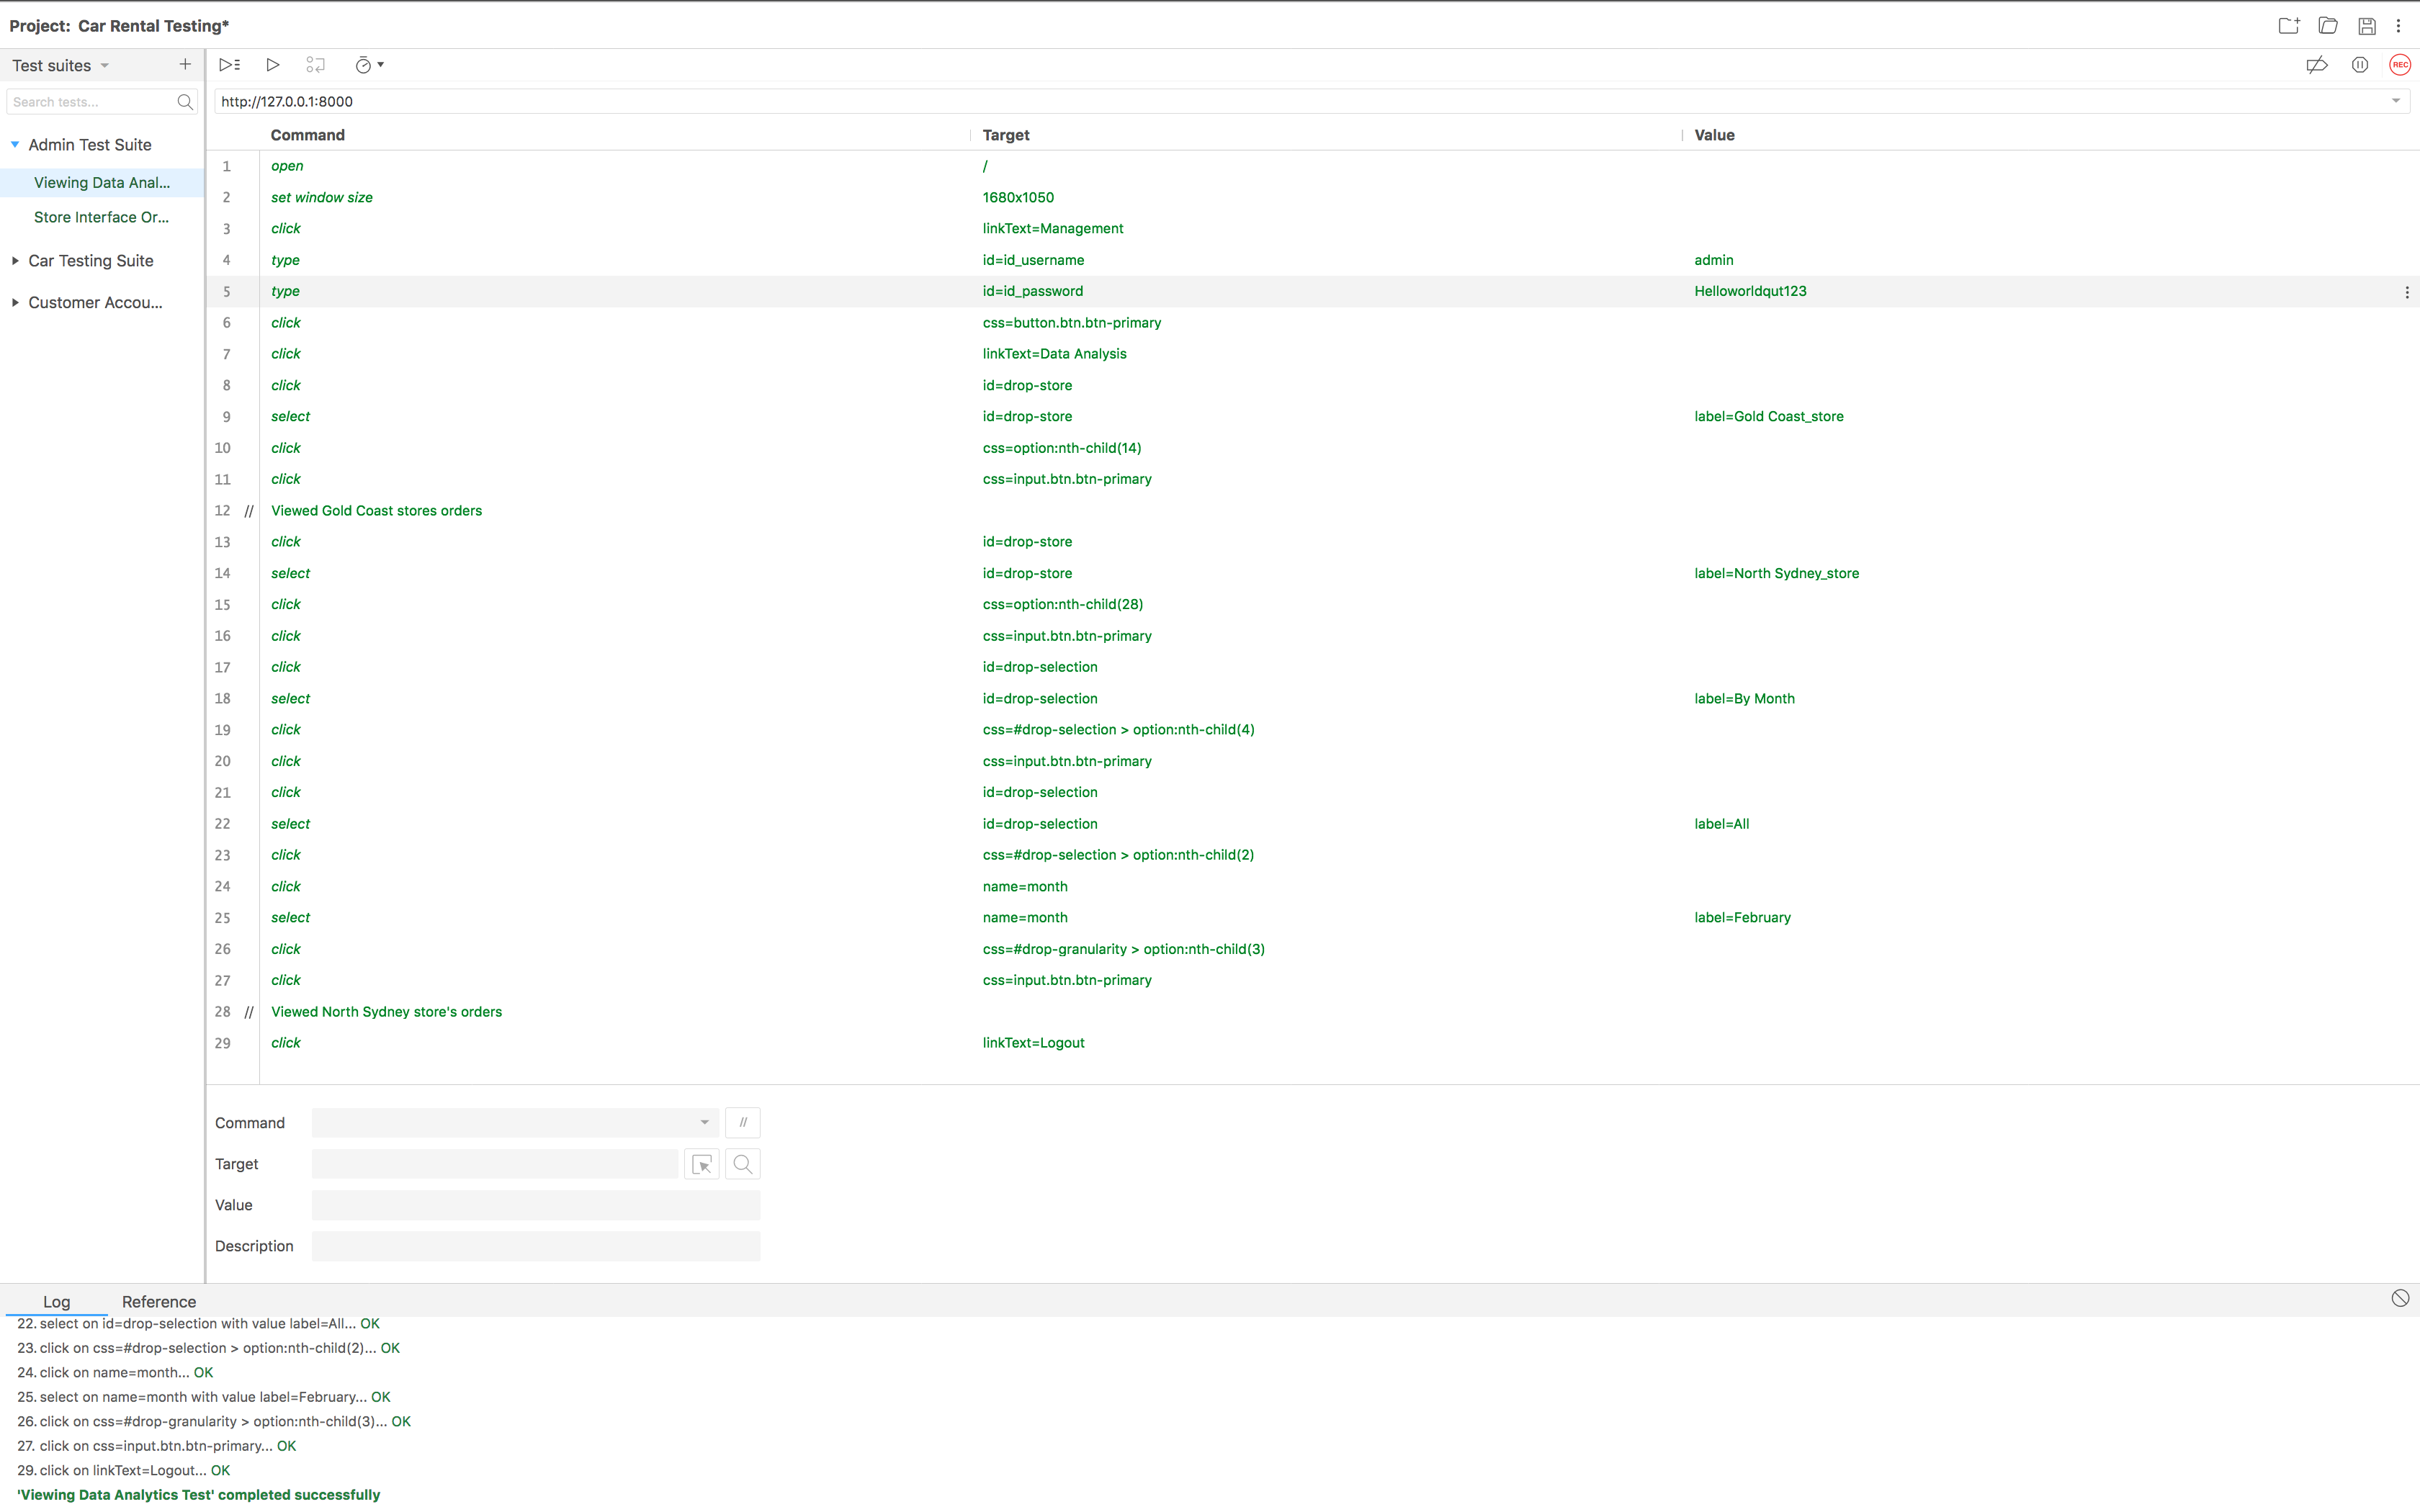 Project: Car Rental Testing*
Test suites
REC
Search tests...
http://127.0.0.1:8000
Command Target Value
Admin Test Suite
Viewing Data Anal...
Store Interface Or...
Car Testing Suite
Customer Accou...
1 open /
2 set window size 1680x1050
3 click linkText=Management
4 type id=id_username admin
5 type id=id_password Helloworldqut123
6 click css=button.btn.btn-primary
7 click linkText=Data Analysis
8 click id=drop-store
9 select id=drop-store label=Gold Coast_store
10 click css=option:nth-child(14)
11 click css=input.btn.btn-primary
12 // Viewed Gold Coast stores orders
13 click id=drop-store
14 select id=drop-store label=North Sydney_store
15 click css=option:nth-child(28)
16 click css=input.btn.btn-primary
17 click id=drop-selection
18 select id=drop-selection label=By Month
19 click css=#drop-selection > option:nth-child(4)
20 click css=input.btn.btn-primary
21 click id=drop-selection
22 select id=drop-selection label=All
23 click css=#drop-selection > option:nth-child(2)
24 click name=month
25 select name=month label=February
26 click css=#drop-granularity > option:nth-child(3)
27 click css=input.btn.btn-primary
28 // Viewed North Sydney store's orders
29 click linkText=Logout
Command //
Target
Value
Description
Log Reference
22. select on id=drop-selection with value label=All... OK
23. click on css=#drop-selection > option:nth-child(2)... OK
24. click on name=month... OK
25. select on name=month with value label=February... OK
26. click on css=#drop-granularity > option:nth-child(3)... OK
27. click on css=input.btn.btn-primary... OK
29. click on linkText=Logout... OK
'Viewing Data Analytics Test' completed successfully